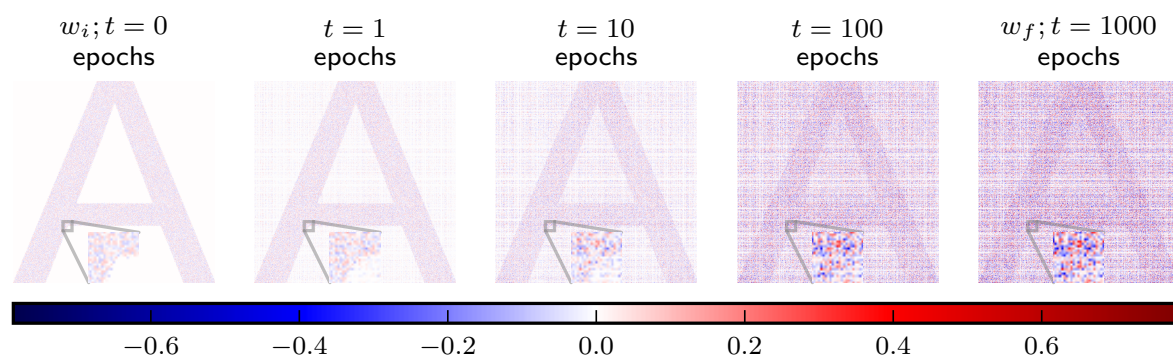 w_i; t = 0 epochs
t = 1 epochs
t = 10 epochs
t = 100 epochs
w_f; t = 1000 epochs
A A A A A
−0.6 −0.4 −0.2 0.0 0.2 0.4 0.6